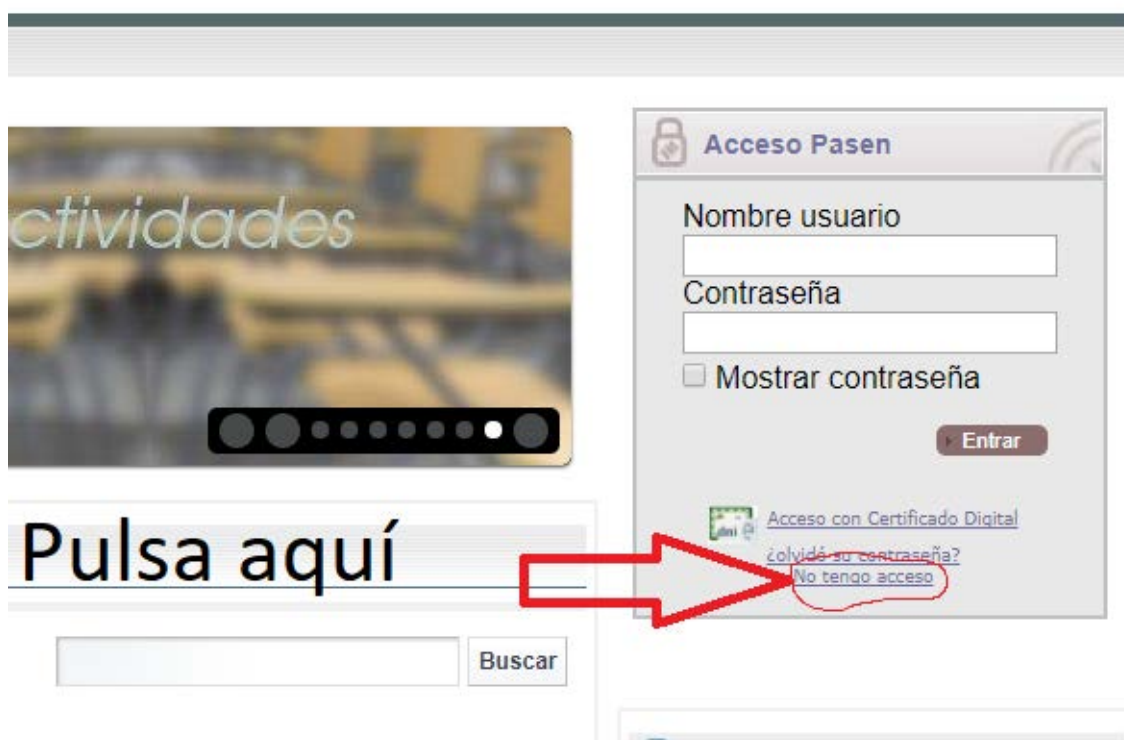 Acceso Pasen
ctividades
Nombre usuario
Contraseña
Mostrar contraseña
Entrar
Acceso con Certificado Digital
¿olvidó su contraseña?
No tengo acceso
Pulsa aquí
Buscar